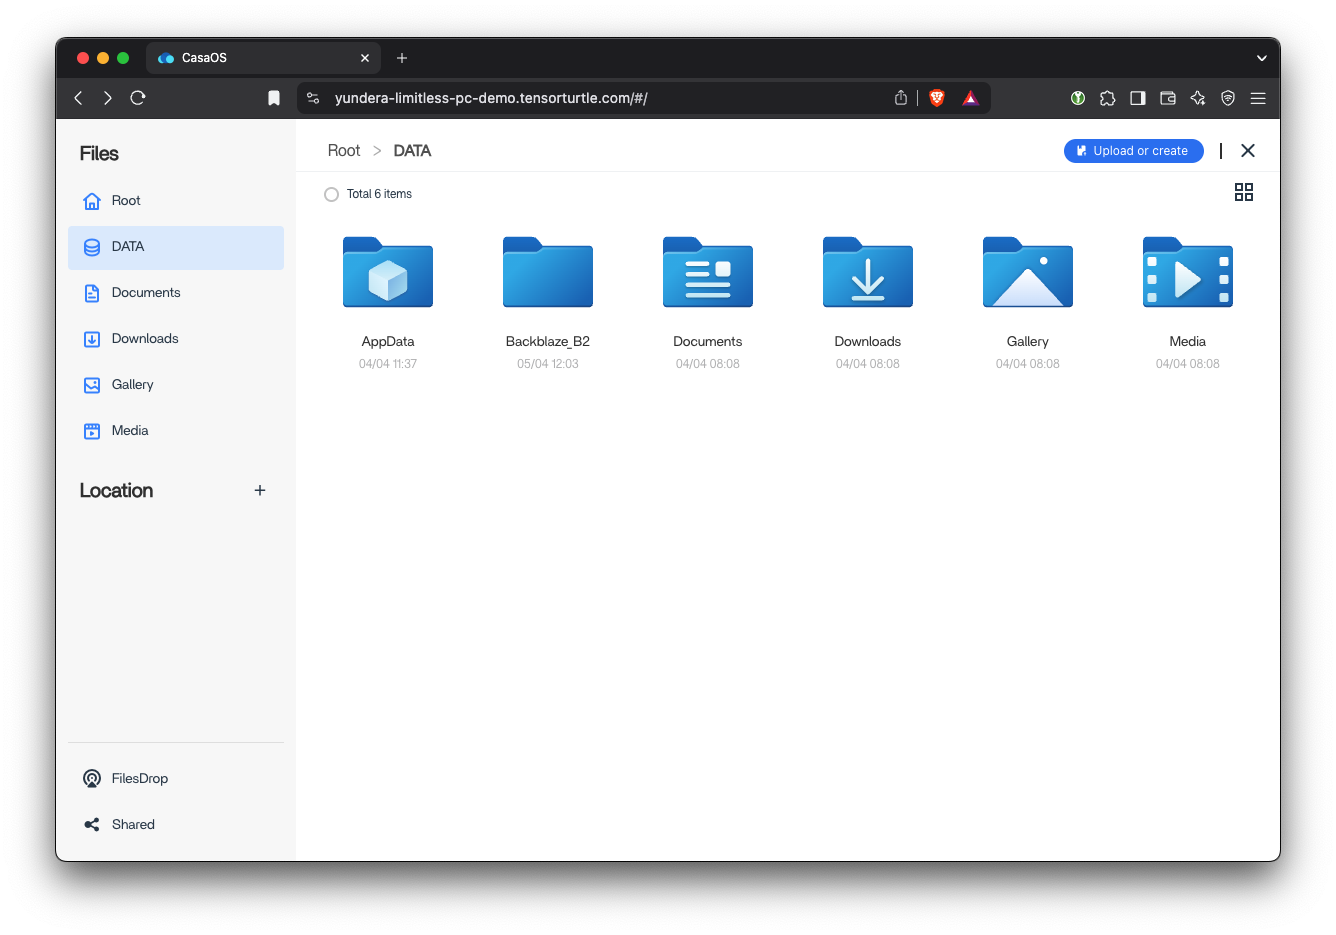 CasaOS
yundera-limitless-pc-demo.tensorturtle.com/#/
Files
Root
DATA
Documents
Downloads
Gallery
Media
Location
FilesDrop
Shared
Root > DATA
Upload or create
Total 6 items
AppData
04/04 11:37
Backblaze_B2
05/04 12:03
Documents
04/04 08:08
Downloads
04/04 08:08
Gallery
04/04 08:08
Media
04/04 08:08